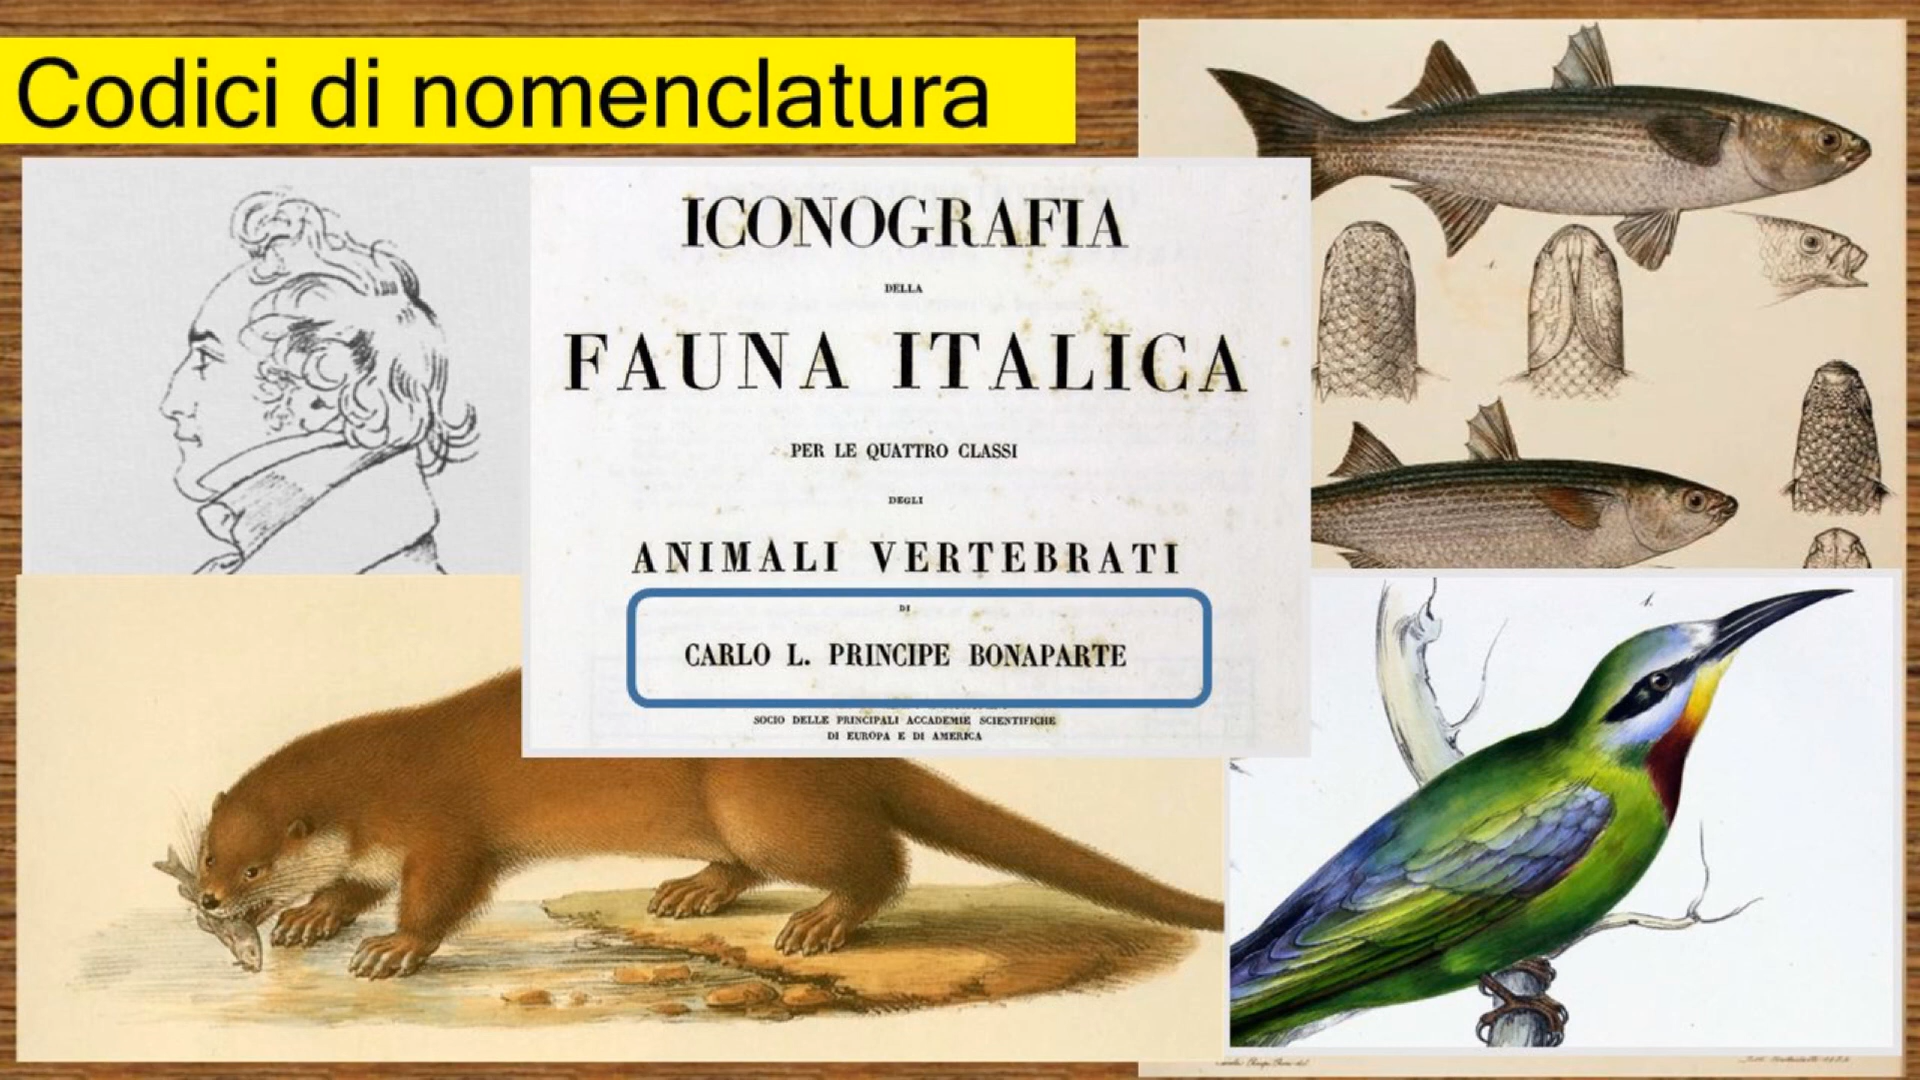 Codici di nomenclatura
ICONOGRAFIA
DELLA
FAUNA ITALICA
PER LE QUATTRO CLASSI
DEGLI
ANIMALI VERTEBRATI
DI
CARLO L. PRINCIPE BONAPARTE
SOCIO DELLE PRINCIPALI ACCADEMIE SCIENTIFICHE
DI EUROPA E DI AMERICA
1.